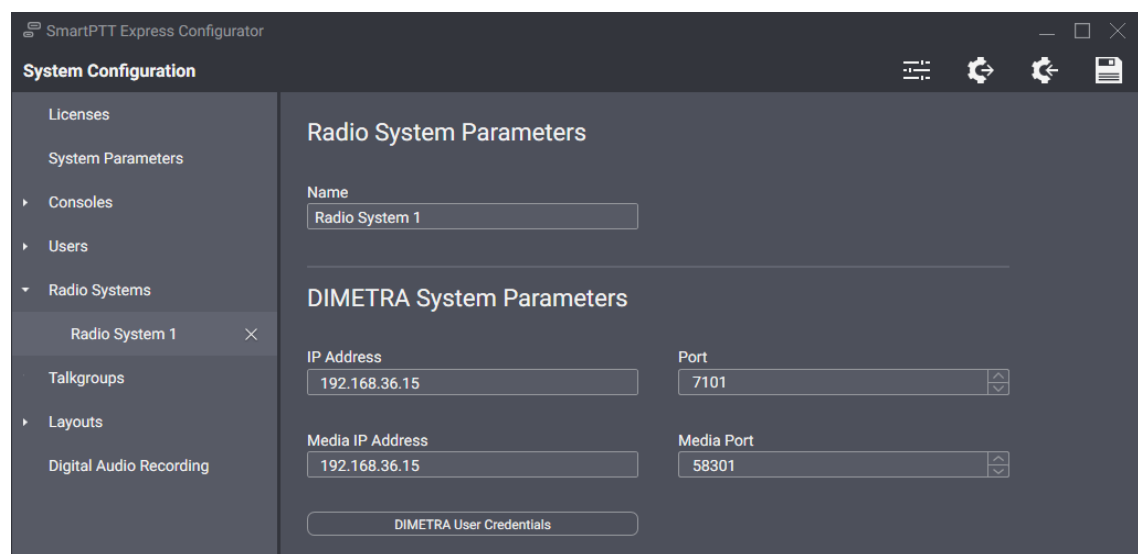 SmartPTT Express Configurator
System Configuration
Licenses
System Parameters
Consoles
Users
Radio Systems
Radio System 1
Talkgroups
Layouts
Digital Audio Recording
Radio System Parameters
Name
Radio System 1
DIMETRA System Parameters
IP Address
Port
192.168.36.15
7101
Media IP Address
Media Port
192.168.36.15
58301
DIMETRA User Credentials